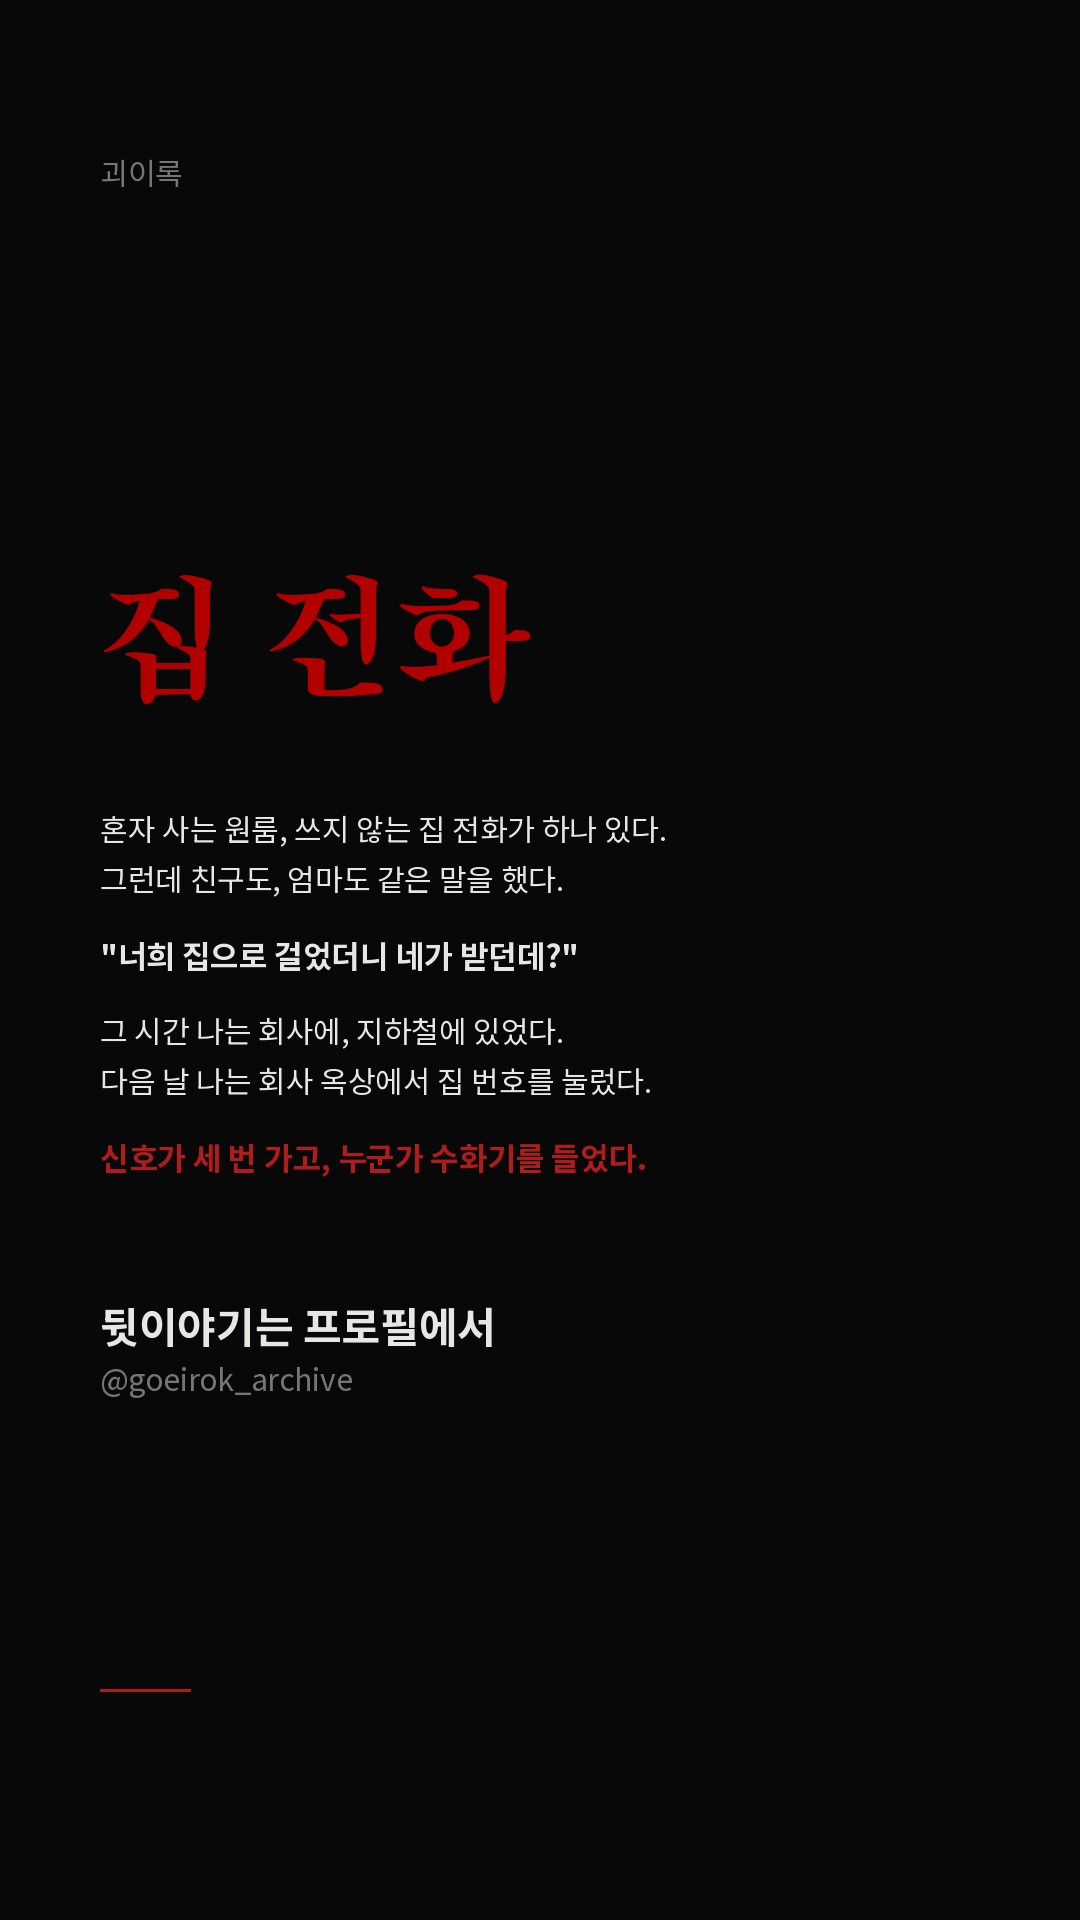 괴이록
집 전화
혼자 사는 원룸, 쓰지 않는 집 전화가 하나 있다.
그런데 친구도, 엄마도 같은 말을 했다.
"너희 집으로 걸었더니 네가 받던데?"
그 시간 나는 회사에, 지하철에 있었다.
다음 날 나는 회사 옥상에서 집 번호를 눌렀다.
신호가 세 번 가고, 누군가 수화기를 들었다.
뒷이야기는 프로필에서
@goeirok_archive